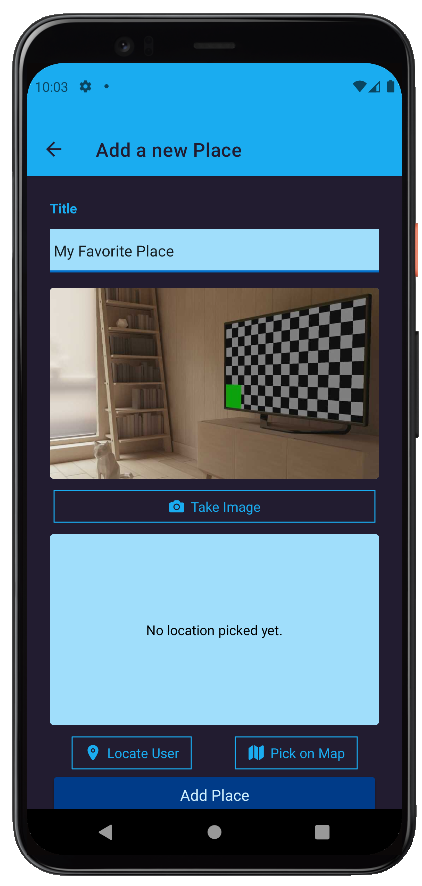 10:03
Add a new Place
Title
My Favorite Place
Take Image
No location picked yet.
Locate User
Pick on Map
Add Place